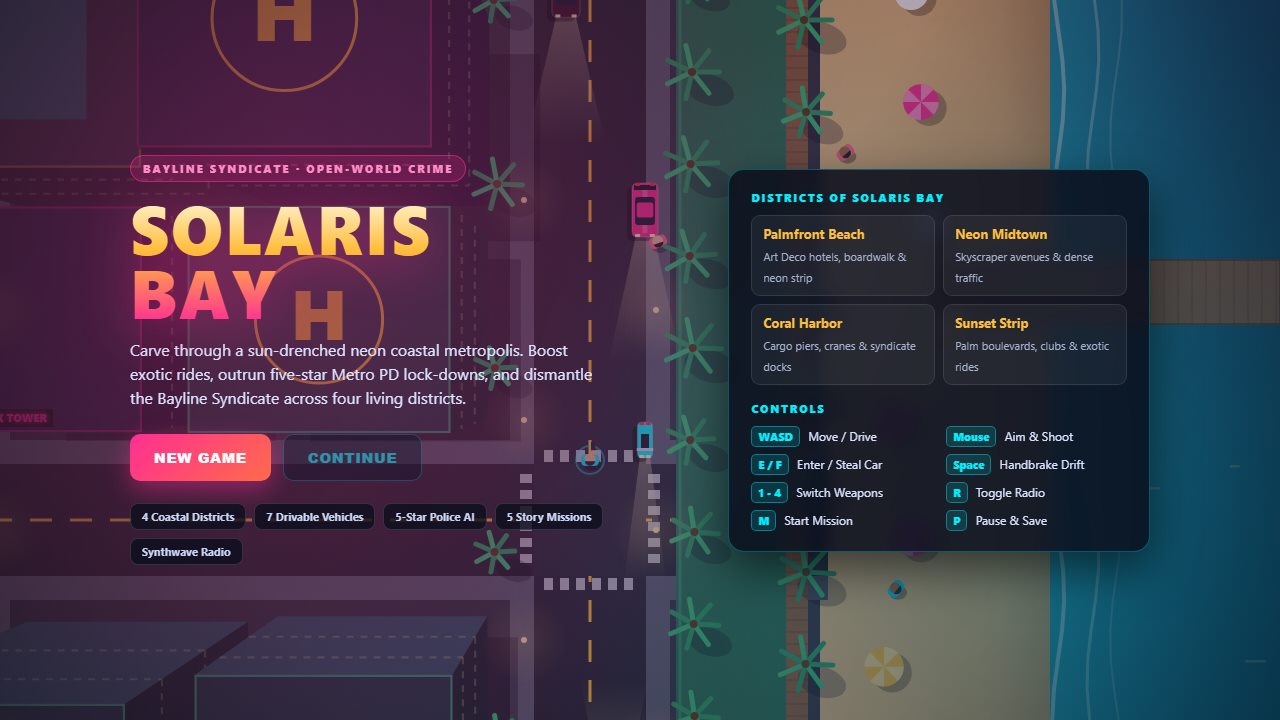 H
BAYLINE SYNDICATE · OPEN-WORLD CRIME
SOLARIS
BAY
H
Carve through a sun-drenched neon coastal metropolis. Boost
exotic rides, outrun five-star Metro PD lock-downs, and dismantle
the Bayline Syndicate across four living districts.
TOWER
NEW GAME
CONTINUE
4 Coastal Districts
7 Drivable Vehicles
5-Star Police AI
5 Story Missions
Synthwave Radio
DISTRICTS OF SOLARIS BAY
Palmfront Beach
Art Deco hotels, boardwalk &
neon strip
Neon Midtown
Skyscraper avenues & dense
traffic
Coral Harbor
Cargo piers, cranes & syndicate
docks
Sunset Strip
Palm boulevards, clubs & exotic
rides
CONTROLS
WASD Move / Drive
Mouse Aim & Shoot
E / F Enter / Steal Car
Space Handbrake Drift
1 - 4 Switch Weapons
R Toggle Radio
M Start Mission
P Pause & Save